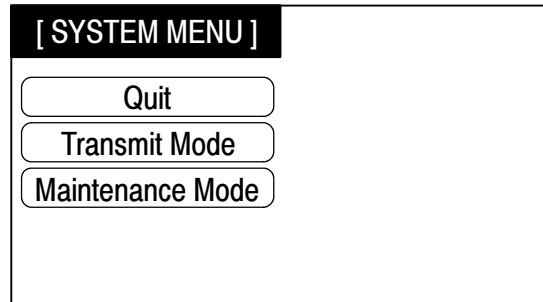 [ SYSTEM MENU ]
Quit
Transmit Mode
Maintenance Mode